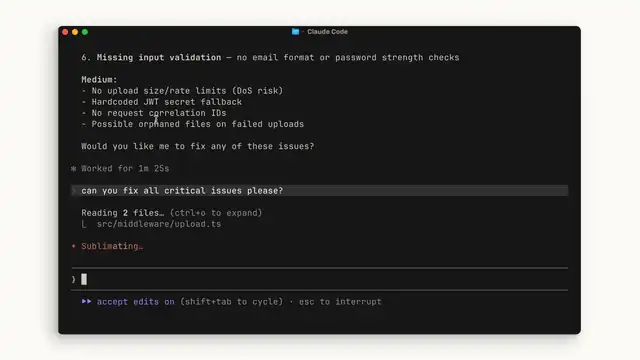 Claude Code
6. Missing input validation — no email format or password strength checks
Medium:
- No upload size/rate limits (DoS risk)
- Hardcoded JWT secret fallback
- No request correlation IDs
- Possible orphaned files on failed uploads
Would you like me to fix any of these issues?
✻ Worked for 1m 25s
› can you fix all critical issues please?
Reading 2 files… (ctrl+o to expand)
⎿ src/middleware/upload.ts
* Sublimating…
›
⏵⏵ accept edits on (shift+tab to cycle) · esc to interrupt